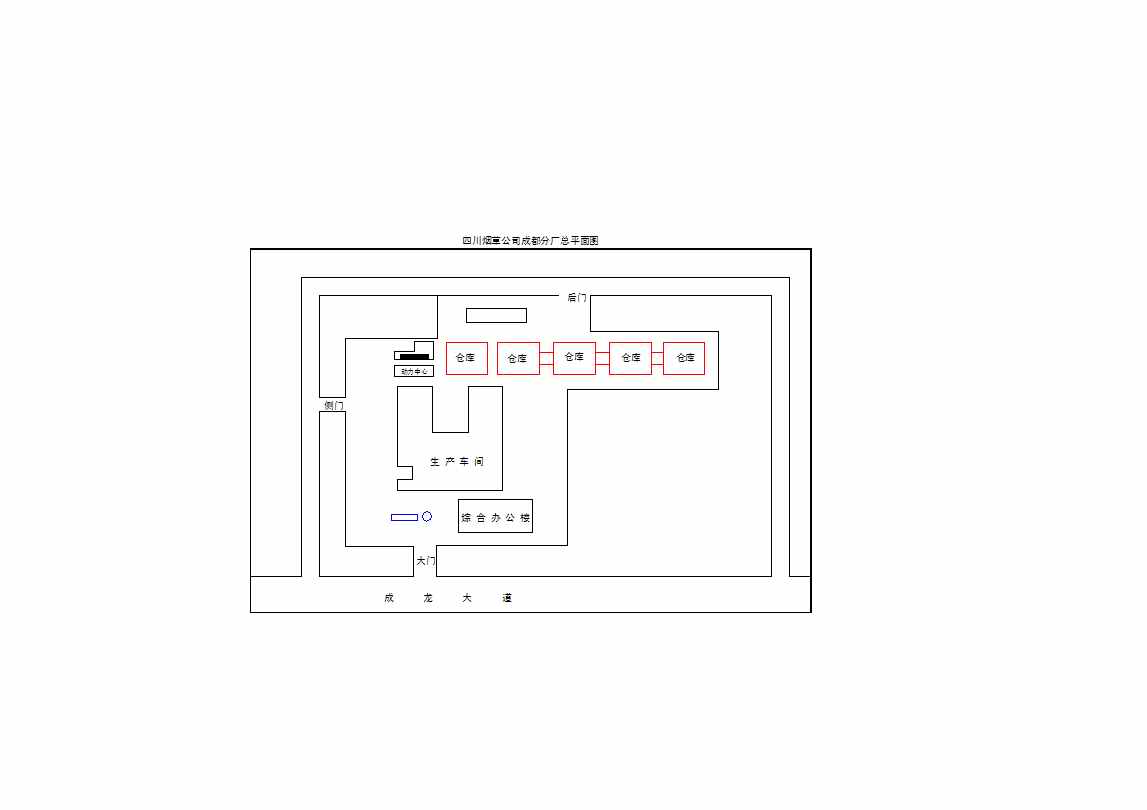 四川烟草公司成都分厂总平面图
后门
仓库 仓库 仓库 仓库 仓库
动力中心
侧门
生产车间
综合办公楼
大门
成龙大道